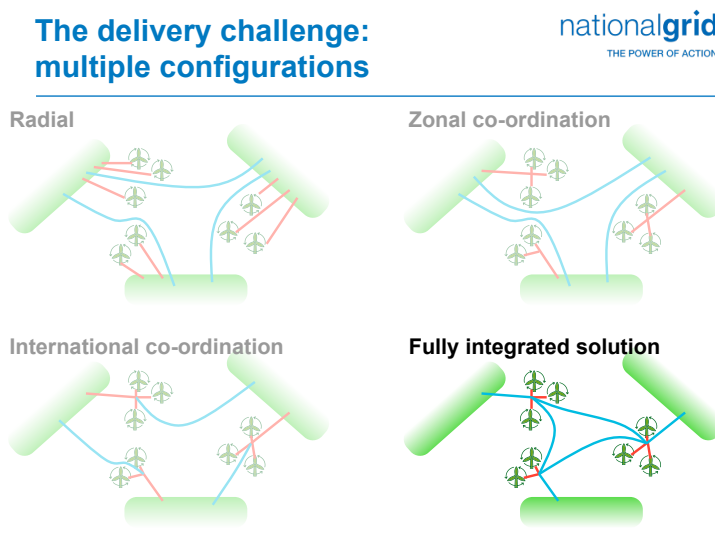 The delivery challenge:
multiple configurations
nationalgrid
THE POWER OF ACTION
Radial
Zonal co-ordination
International co-ordination
Fully integrated solution